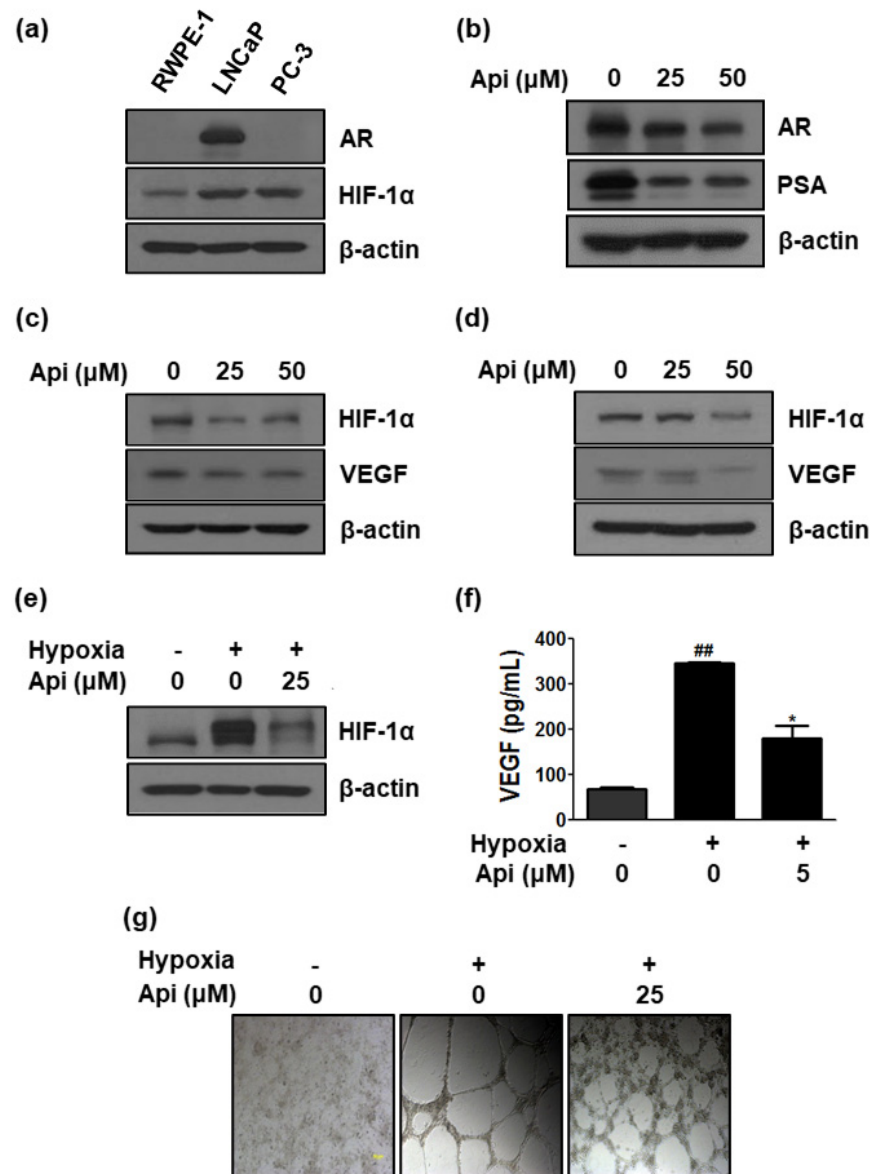 (a)
RWPE-1 LNCaP PC-3
AR
HIF-1α
β-actin
(b)
Api (μM) 0 25 50
AR
PSA
β-actin
(c)
Api (μM) 0 25 50
HIF-1α
VEGF
β-actin
(d)
Api (μM) 0 25 50
HIF-1α
VEGF
β-actin
(e)
Hypoxia - + +
Api (μM) 0 0 25
HIF-1α
β-actin
(f)
VEGF (pg/mL)
400
300
200
100
0
##
*
Hypoxia - + +
Api (μM) 0 0 5
(g)
Hypoxia - + +
Api (μM) 0 0 25